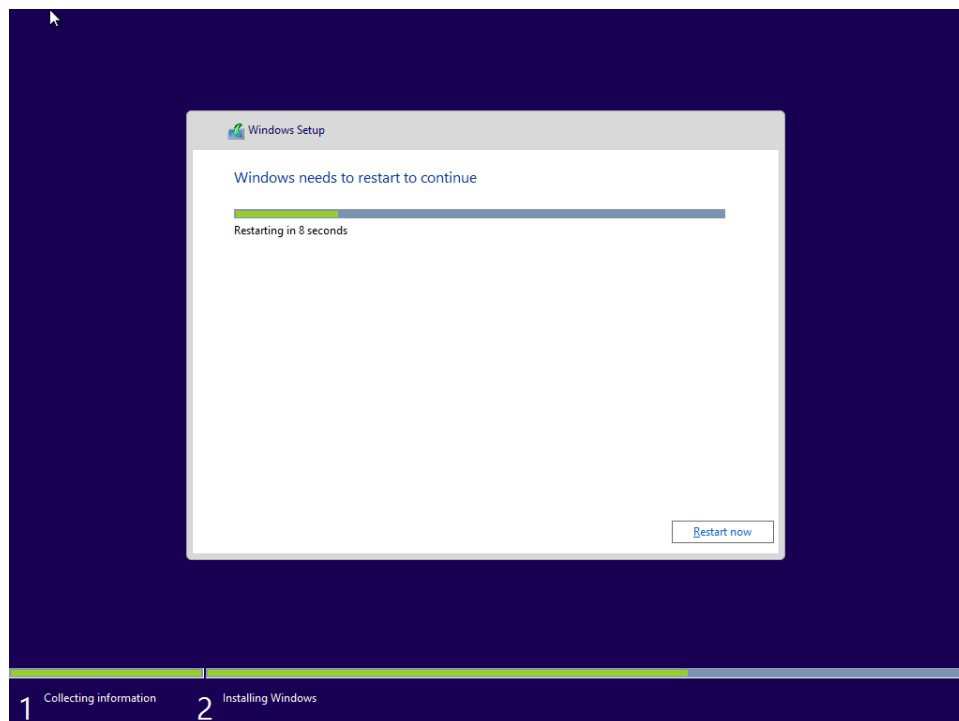 Windows Setup
Windows needs to restart to continue
Restarting in 8 seconds
Restart now
1 Collecting information
2 Installing Windows